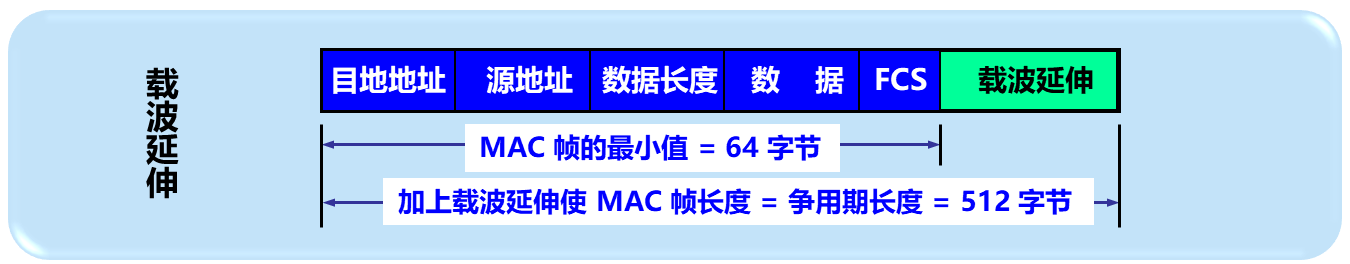 载波延伸
目地地址 源地址 数据长度 数 据 FCS 载波延伸
MAC 帧的最小值 = 64 字节
加上载波延伸使 MAC 帧长度 = 争用期长度 = 512 字节